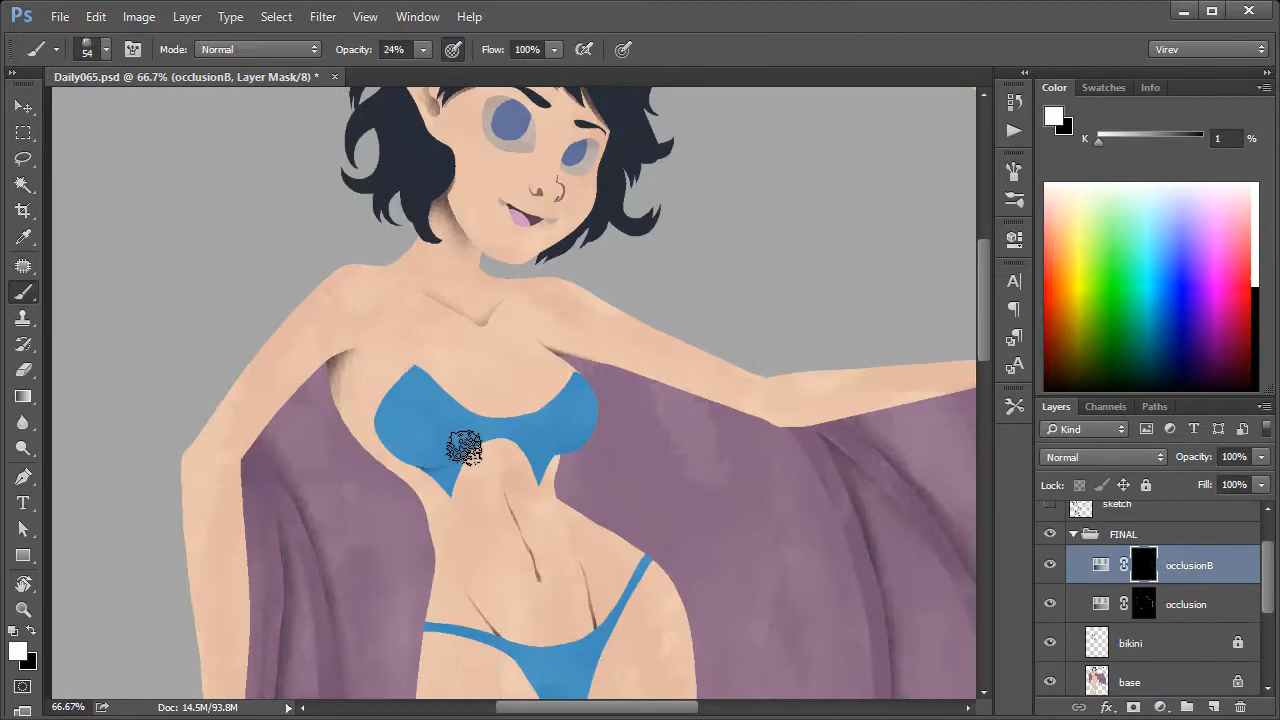 Ps File Edit Image Layer Type Select Filter View Window Help
54 Mode: Normal Opacity: 24% Flow: 100% Virev
Daily065.psd @ 66.7% (occlusionB, Layer Mask/8) * ×
Color Swatches Info
K 1 %
Layers Channels Paths
Kind
Normal Opacity: 100%
Lock: Fill: 100%
sketch
FINAL
occlusionB
occlusion
bikini
base
66.67% Doc: 14.5M/93.8M